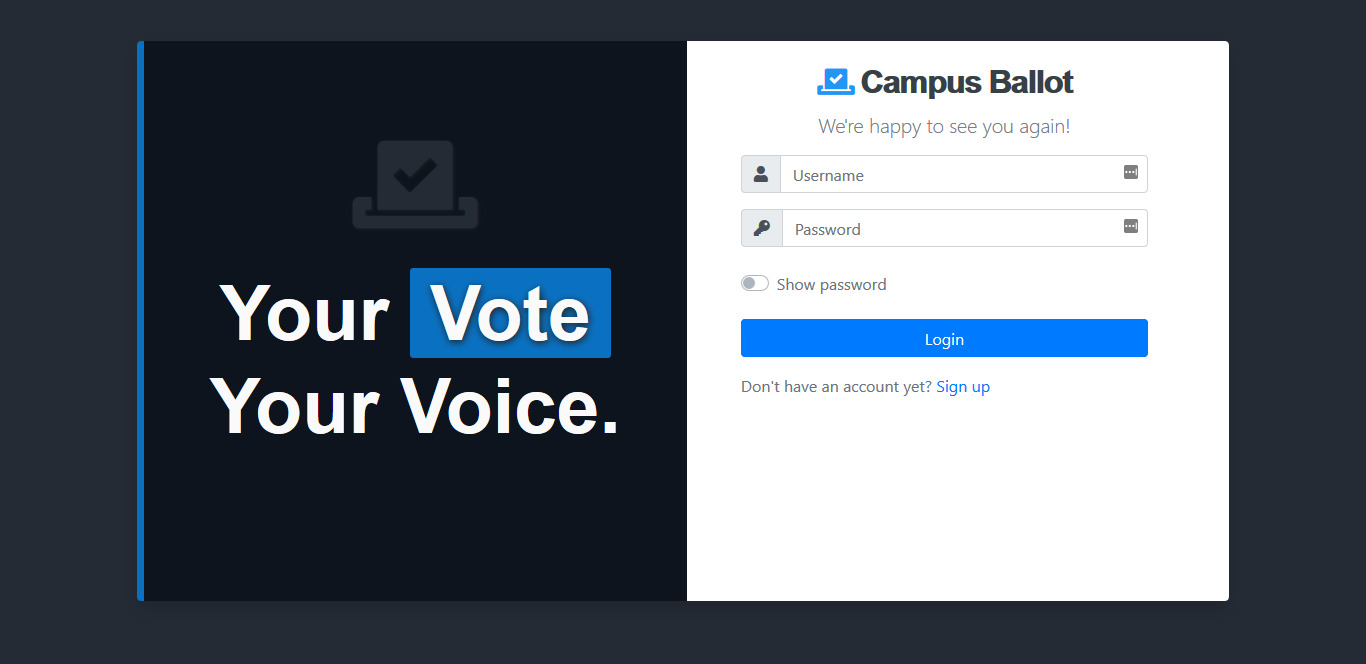 Your Vote
Your Voice.
Campus Ballot
We're happy to see you again!
Username
Password
Show password
Login
Don't have an account yet? Sign up